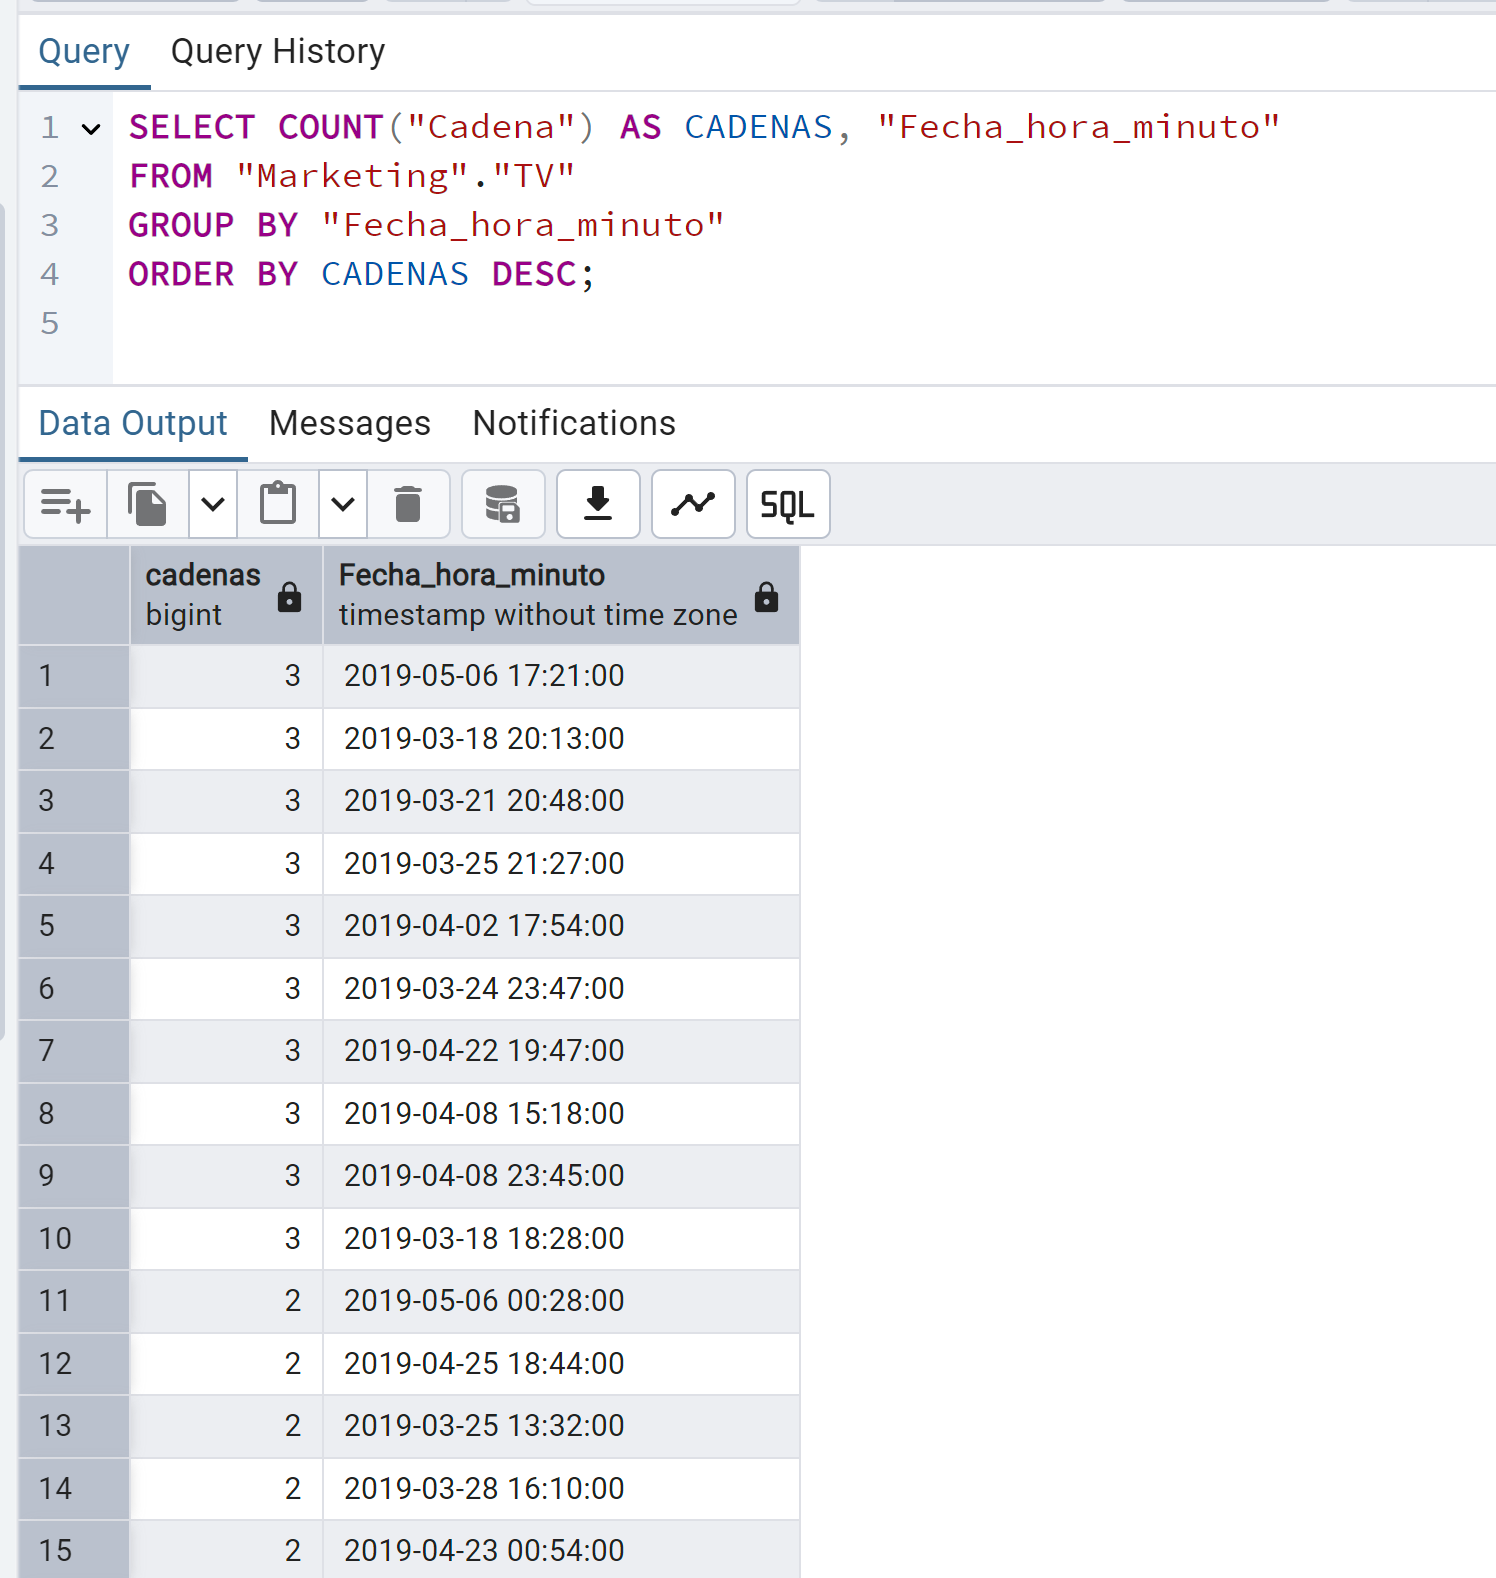 Query Query History
1 SELECT COUNT("Cadena") AS CADENAS, "Fecha_hora_minuto"
2 FROM "Marketing"."TV"
3 GROUP BY "Fecha_hora_minuto"
4 ORDER BY CADENAS DESC;
5
Data Output Messages Notifications
SQL
cadenas Fecha_hora_minuto
bigint timestamp without time zone
1 3 2019-05-06 17:21:00
2 3 2019-03-18 20:13:00
3 3 2019-03-21 20:48:00
4 3 2019-03-25 21:27:00
5 3 2019-04-02 17:54:00
6 3 2019-03-24 23:47:00
7 3 2019-04-22 19:47:00
8 3 2019-04-08 15:18:00
9 3 2019-04-08 23:45:00
10 3 2019-03-18 18:28:00
11 2 2019-05-06 00:28:00
12 2 2019-04-25 18:44:00
13 2 2019-03-25 13:32:00
14 2 2019-03-28 16:10:00
15 2 2019-04-23 00:54:00